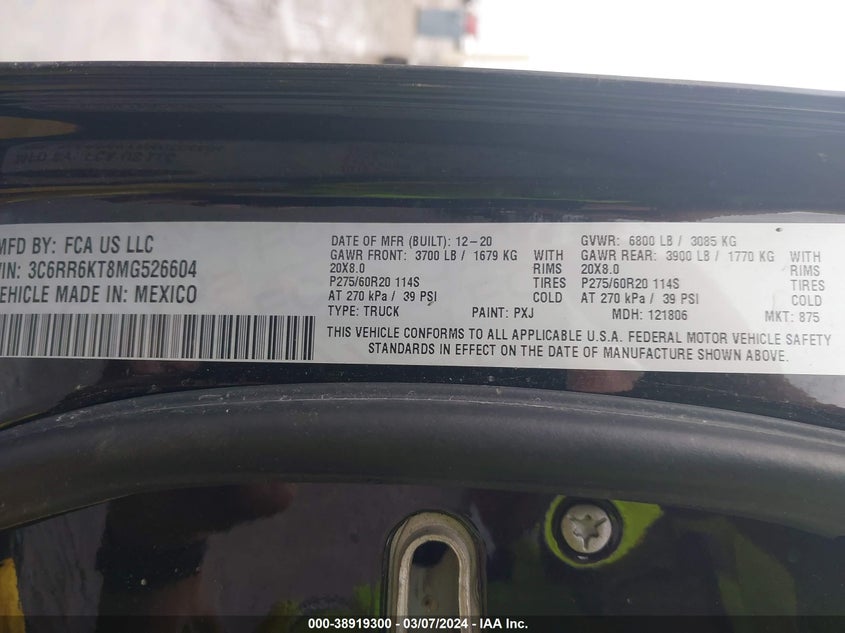 MFD BY: FCA US LLC
VIN: 3C6RR6KT8MG526604
VEHICLE MADE IN: MEXICO
DATE OF MFR (BUILT): 12-20
GAWR FRONT: 3700 LB / 1679 KG WITH
20X8.0 RIMS
P275/60R20 114S TIRES
AT 270 kPa / 39 PSI COLD
TYPE: TRUCK PAINT: PXJ
GVWR: 6800 LB / 3085 KG
GAWR REAR: 3900 LB / 1770 KG WITH
20X8.0 RIMS
P275/60R20 114S TIRES
AT 270 kPa / 39 PSI COLD
MDH: 121806 MKT: 875
THIS VEHICLE CONFORMS TO ALL APPLICABLE U.S.A. FEDERAL MOTOR VEHICLE SAFETY
STANDARDS IN EFFECT ON THE DATE OF MANUFACTURE SHOWN ABOVE.
000-38919300 - 03/07/2024 - IAA Inc.